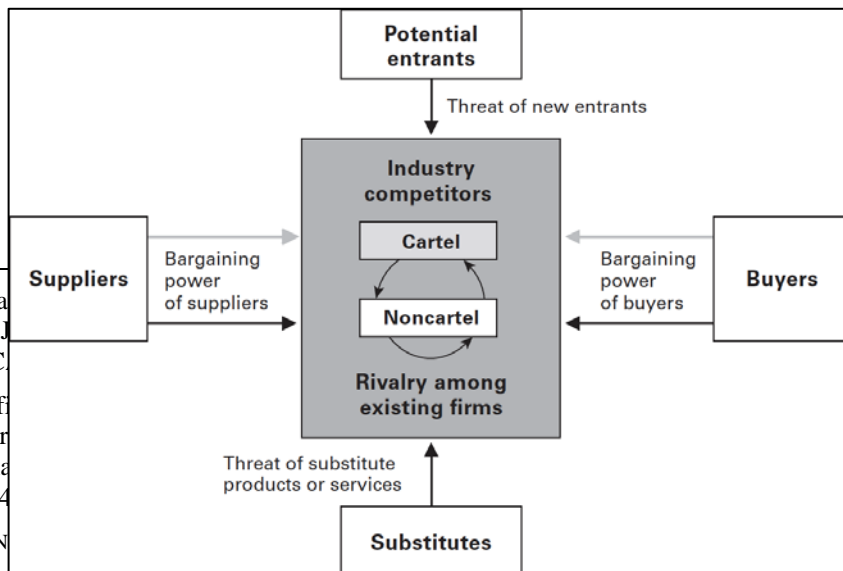 Potential
entrants
Threat of new entrants
Industry
competitors
Cartel
Suppliers
Bargaining
power
of suppliers
Bargaining
power
of buyers
Buyers
Noncartel
Rivalry among
existing firms
Threat of substitute
products or services
Substitutes